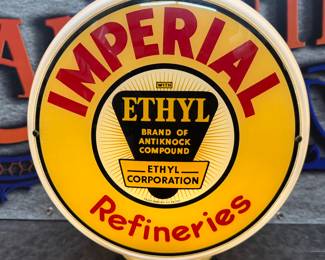 IMPERIAL
WITH
ETHYL
BRAND OF
ANTIKNOCK
COMPOUND
ETHYL
CORPORATION
Refineries